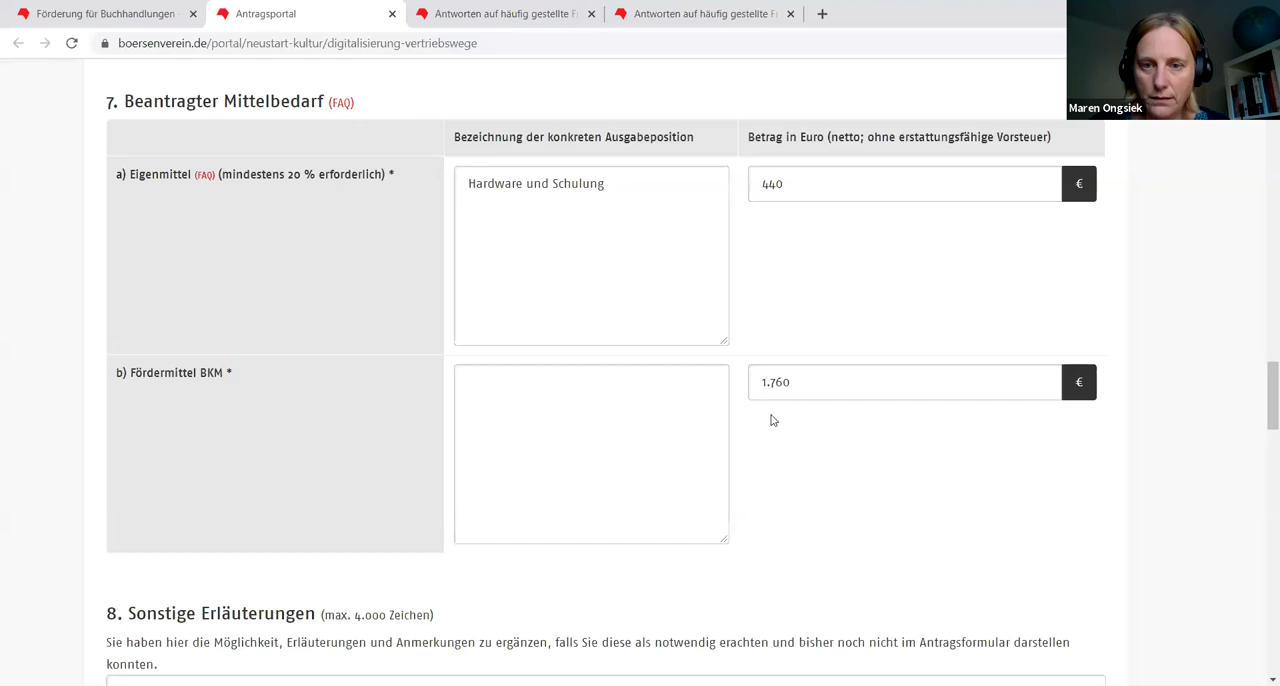 Förderung für Buchhandlungen
Antragsportal
Antworten auf häufig gestellte F
Antworten auf häufig gestellte F
boersenverein.de/portal/neustart-kultur/digitalisierung-vertriebswege
Maren Ongsiek
7. Beantragter Mittelbedarf (FAQ)
Bezeichnung der konkreten Ausgabeposition
Betrag in Euro (netto; ohne erstattungsfähige Vorsteuer)
a) Eigenmittel (FAQ) (mindestens 20 % erforderlich) *
Hardware und Schulung
440
€
b) Fördermittel BKM *
1.760
€
8. Sonstige Erläuterungen (max. 4.000 Zeichen)
Sie haben hier die Möglichkeit, Erläuterungen und Anmerkungen zu ergänzen, falls Sie diese als notwendig erachten und bisher noch nicht im Antragsformular darstellen
konnten.